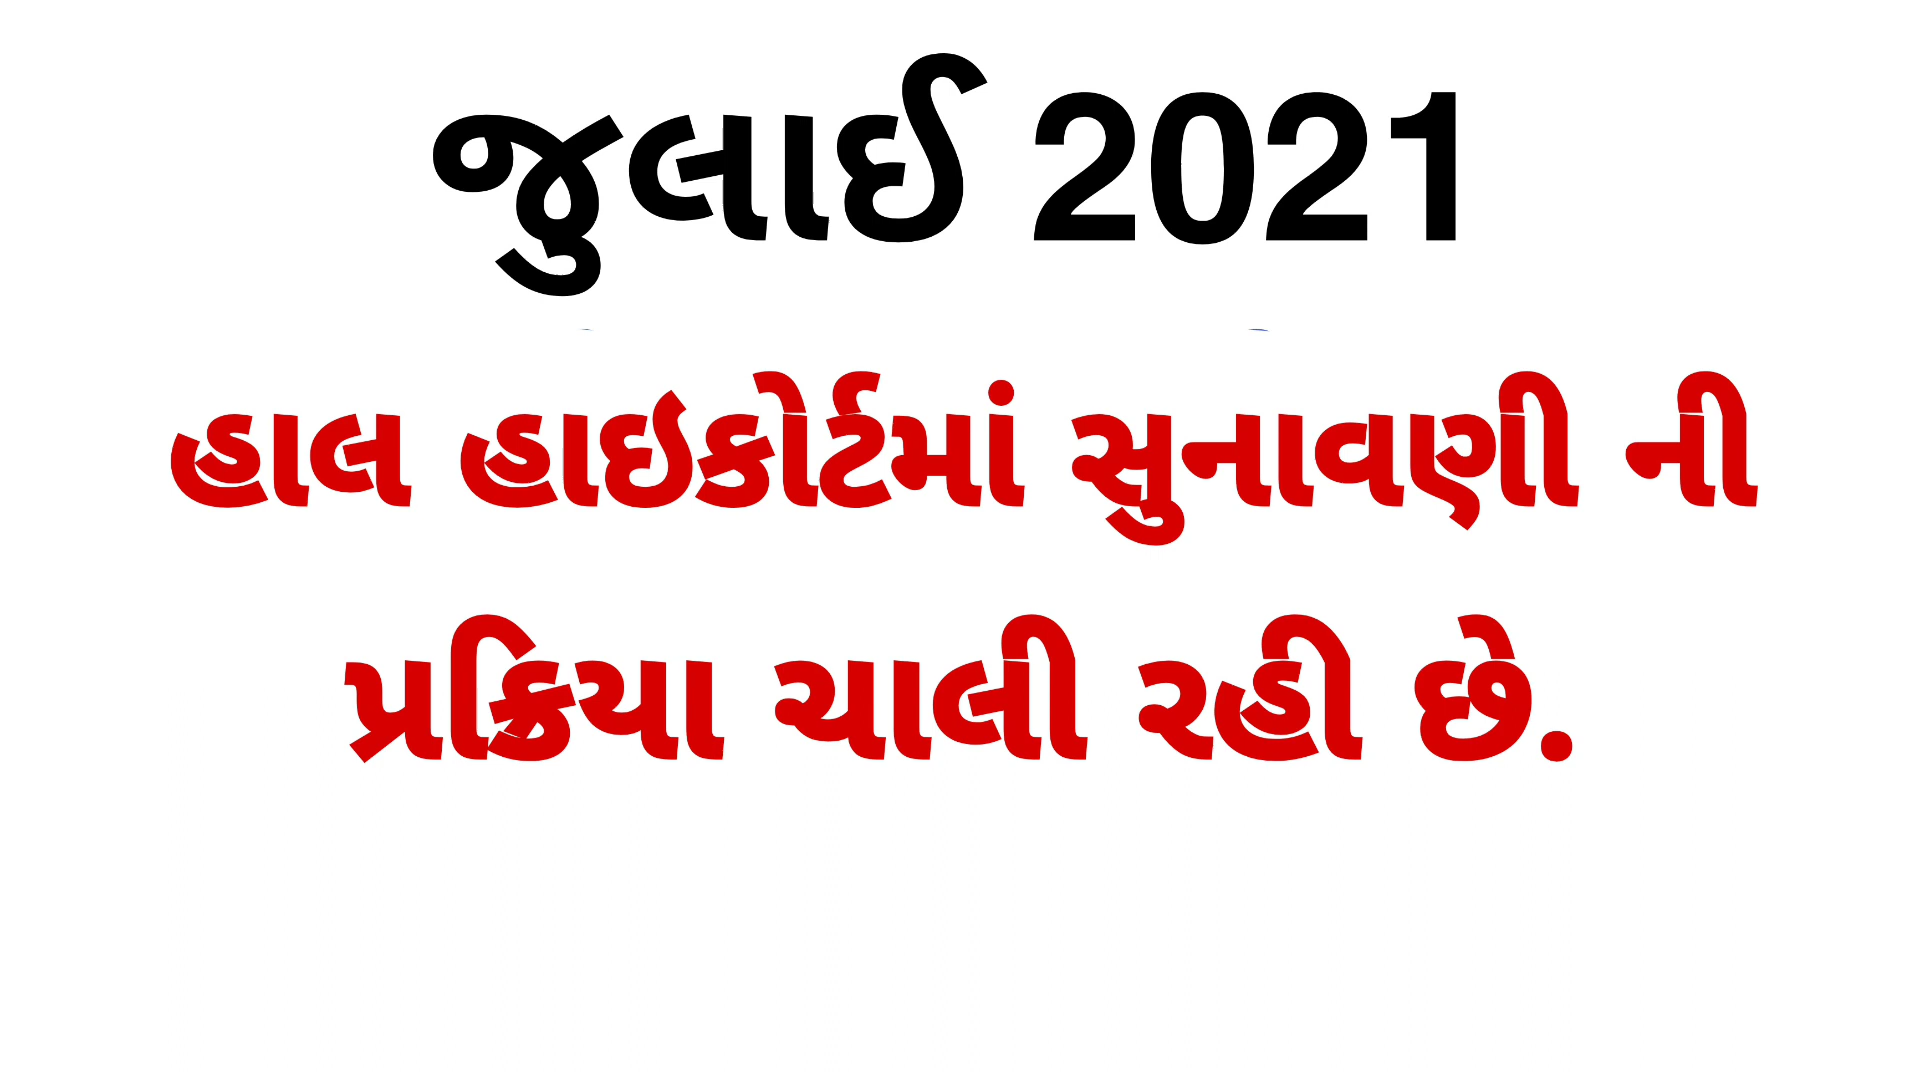 જુલાઈ 2021
હાલ હાઇકોર્ટમાં સુનાવણી ની
પ્રક્રિયા ચાલી રહી છે.